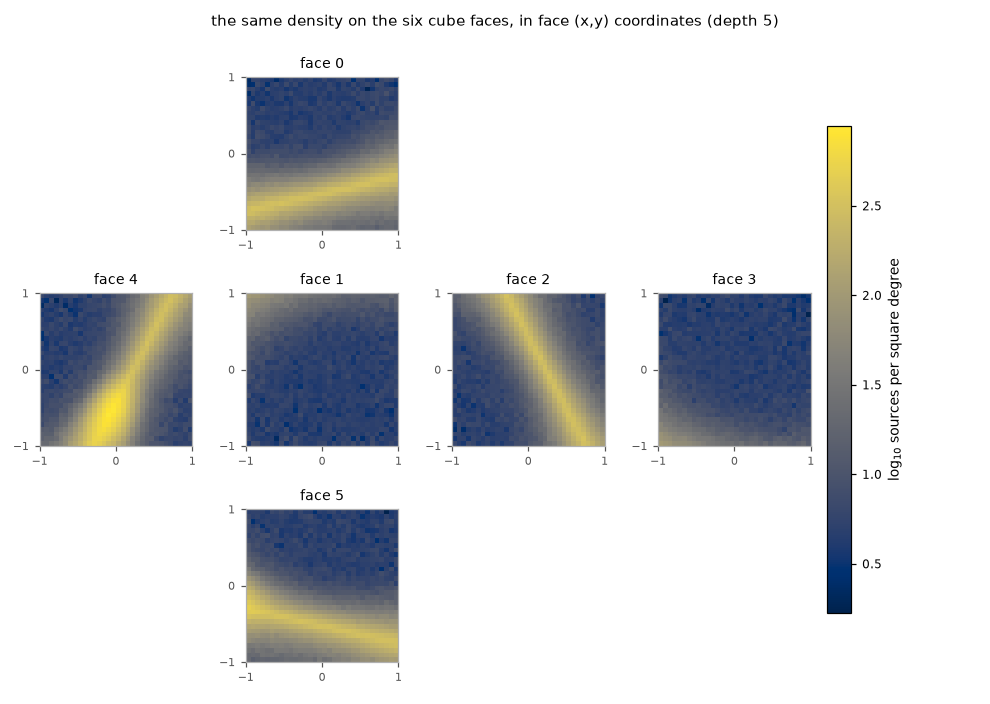 the same density on the six cube faces, in face (x,y) coordinates (depth 5)
face 0
1
0
−1
−1 0 1
face 4 face 1 face 2 face 3
1 1 1 1
0 0 0 0
−1 −1 −1 −1
−1 0 1 −1 0 1 −1 0 1 −1 0 1
face 5
1
0
−1
−1 0 1
2.5
2.0
1.5
1.0
0.5
log₁₀ sources per square degree